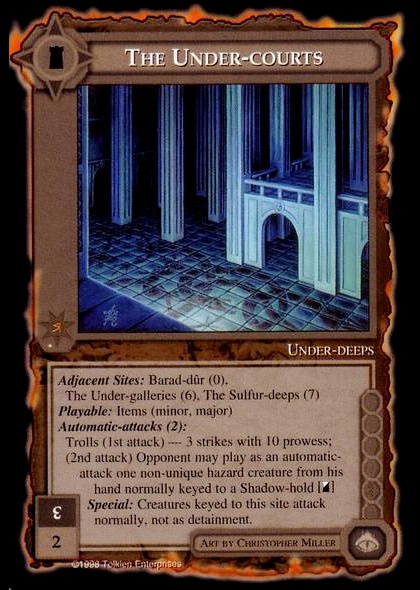 THE UNDER-COURTS
UNDER-DEEPS
Adjacent Sites: Barad-dûr (0),
The Under-galleries (6), The Sulfur-deeps (7)
Playable: Items (minor, major)
Automatic-attacks (2):
Trolls (1st attack) — 3 strikes with 10 prowess;
(2nd attack) Opponent may play as an automatic-
attack one non-unique hazard creature from his
hand normally keyed to a Shadow-hold [ ]
Special: Creatures keyed to this site attack
normally, not as detainment.
3
2
ART BY CHRISTOPHER MILLER
©1998 Tolkien Enterprises